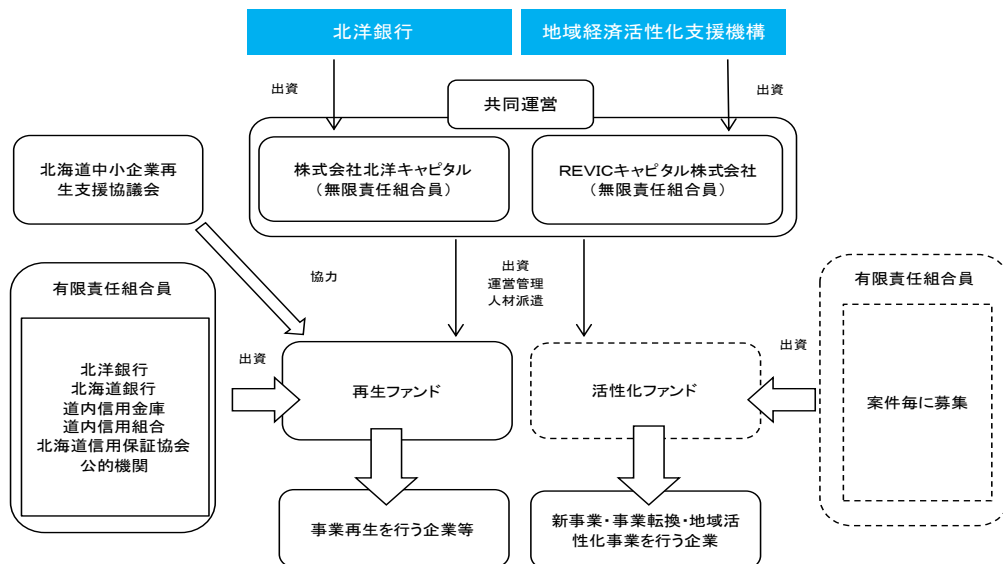 北洋銀行
地域経済活性化支援機構
出資
出資
共同運営
株式会社北洋キャピタル
（無限責任組合員）
REVICキャピタル株式会社
（無限責任組合員）
北海道中小企業再
生支援協議会
協力
出資
運営管理
人材派遣
有限責任組合員
北洋銀行
北海道銀行
道内信用金庫
道内信用組合
北海道信用保証協会
公的機関
出資
再生ファンド
活性化ファンド
出資
有限責任組合員
案件毎に募集
事業再生を行う企業等
新事業・事業転換・地域活
性化事業を行う企業